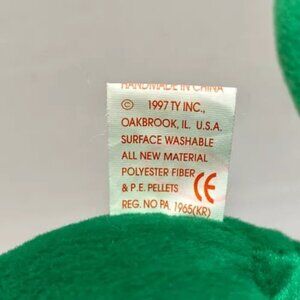 HANDMADE IN CHINA
© 1997 TY INC.,
OAKBROOK, IL. U.S.A.
SURFACE WASHABLE
ALL NEW MATERIAL
POLYESTER FIBER
& P.E. PELLETS CE
REG. NO PA. 1965(KR)